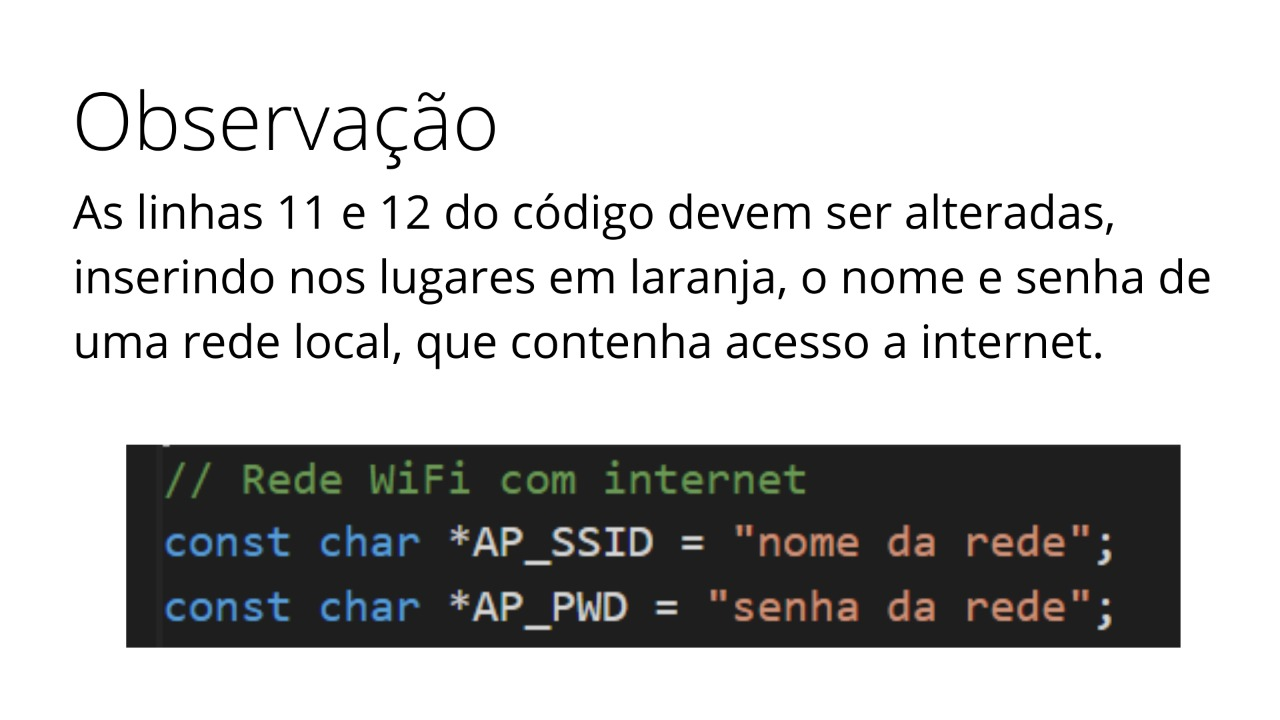 Observação
As linhas 11 e 12 do código devem ser alteradas,
inserindo nos lugares em laranja, o nome e senha de
uma rede local, que contenha acesso a internet.
// Rede WiFi com internet
const char *AP_SSID = "nome da rede";
const char *AP_PWD = "senha da rede";